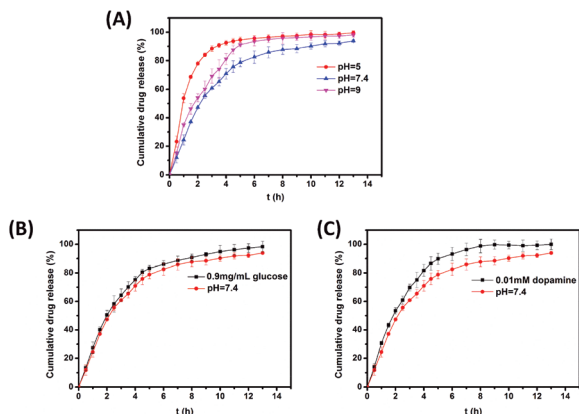 (A)
Cumulative drug release (%)
100
80
60
40
20
0
pH=5
pH=7.4
pH=9
0 2 4 6 8 10 12 14
t (h)
(B)
Cumulative drug release (%)
100
80
60
40
20
0
0.9mg/mL glucose
pH=7.4
0 2 4 6 8 10 12 14
t (h)
(C)
Cumulative drug release (%)
100
80
60
40
20
0
0.01mM dopamine
pH=7.4
0 2 4 6 8 10 12 14
t (h)